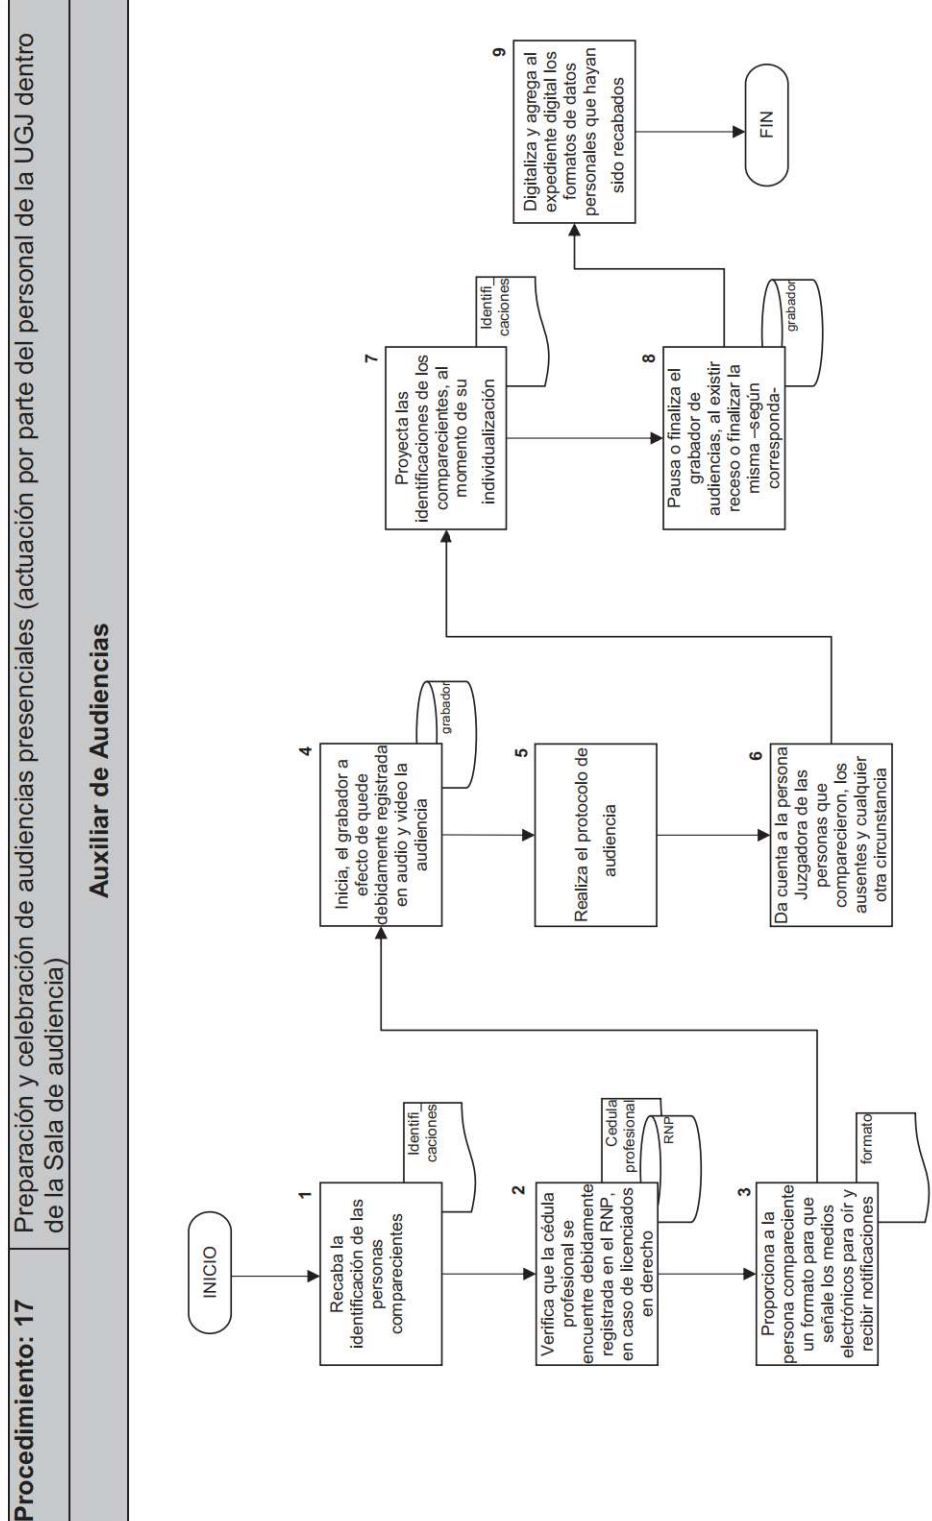 Procedimiento: 17
Preparación y celebración de audiencias presenciales (actuación por parte del personal de la UGJ dentro
de la Sala de audiencia)
Auxiliar de Audiencias
INICIO
1
Recaba la
identificación de las
personas
comparecientes
Identifi_
caciones
2
Verifica que la cédula
profesional se
encuentre debidamente
registrada en el RNP,
en caso de licenciados
en derecho
Cedula
profesional
RNP
3
Proporciona a la
persona compareciente
un formato para que
señale los medios
electrónicos para oír y
recibir notificaciones
formato
4
Inicia, el grabador a
efecto de quede
debidamente registrada
en audio y video la
audiencia
grabador
5
Realiza el protocolo de
audiencia
6
Da cuenta a la persona
Juzgadora de las
personas que
comparecieron, los
ausentes y cualquier
otra circunstancia
7
Proyecta las
identificaciones de los
comparecientes, al
momento de su
individualización
Identifi_
caciones
8
Pausa o finaliza el
grabador de
audiencias, al existir
receso o finalizar la
misma –según
corresponda-
grabador
9
Digitaliza y agrega al
expediente digital los
formatos de datos
personales que hayan
sido recabados
FIN